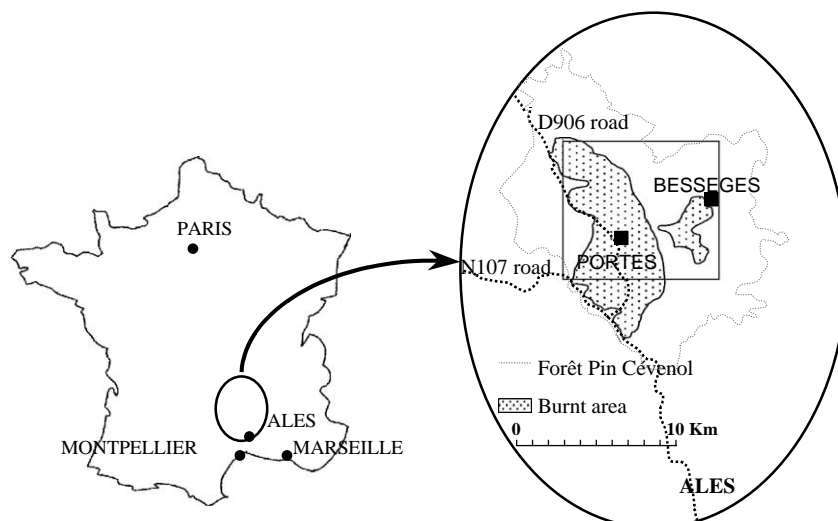 PARIS
ALES
MONTPELLIER
MARSEILLE
D906 road
BESSEGES
PORTES
N107 road
Forêt Pin Cévenol
Burnt area
0 10 Km
ALES